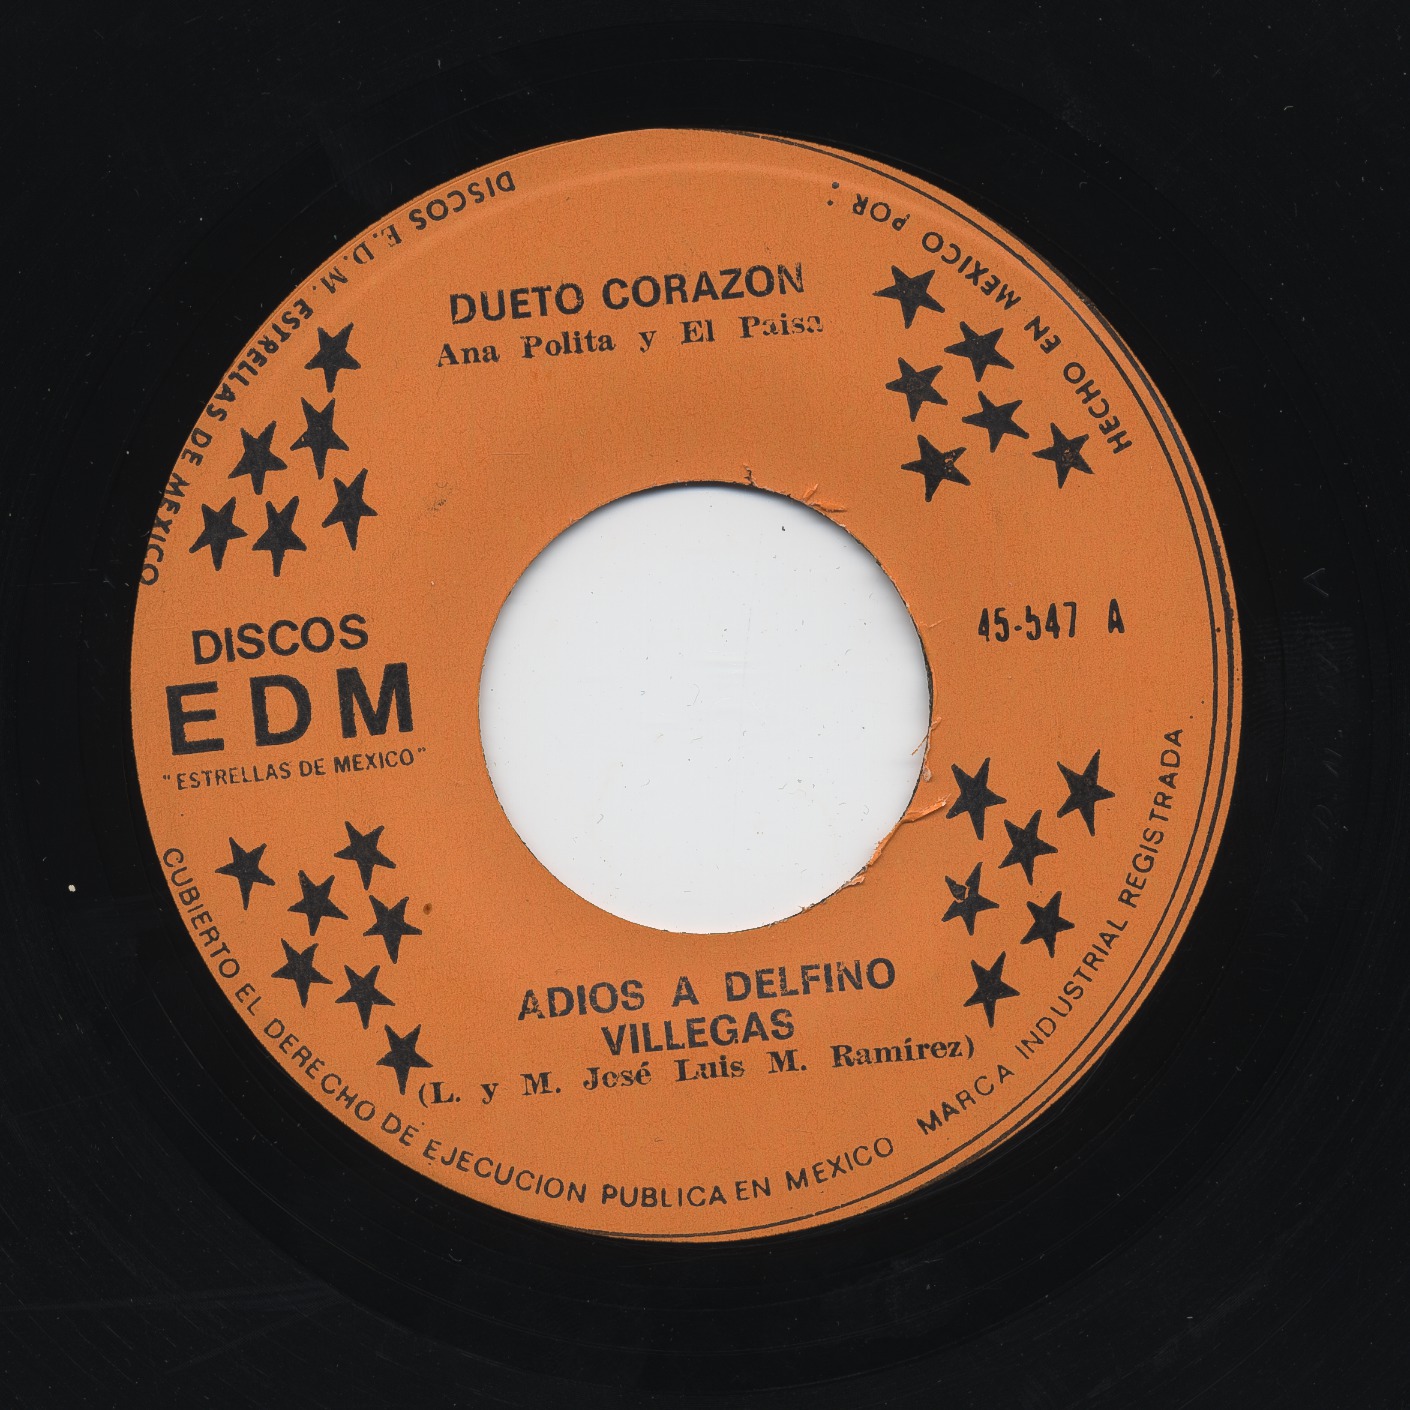 HECHO EN MEXICO POR :
DISCOS E.D.M. ESTRELLAS DE MEXICO
DUETO CORAZON
Ana Polita y El Paisa
45-547 A
DISCOS
EDM
"ESTRELLAS DE MEXICO"
ADIOS A DELFINO
VILLEGAS
(L. y M. José Luis M. Ramírez)
CUBIERTO EL DERECHO DE EJECUCION PUBLICA EN MEXICO MARCA INDUSTRIAL REGISTRADA